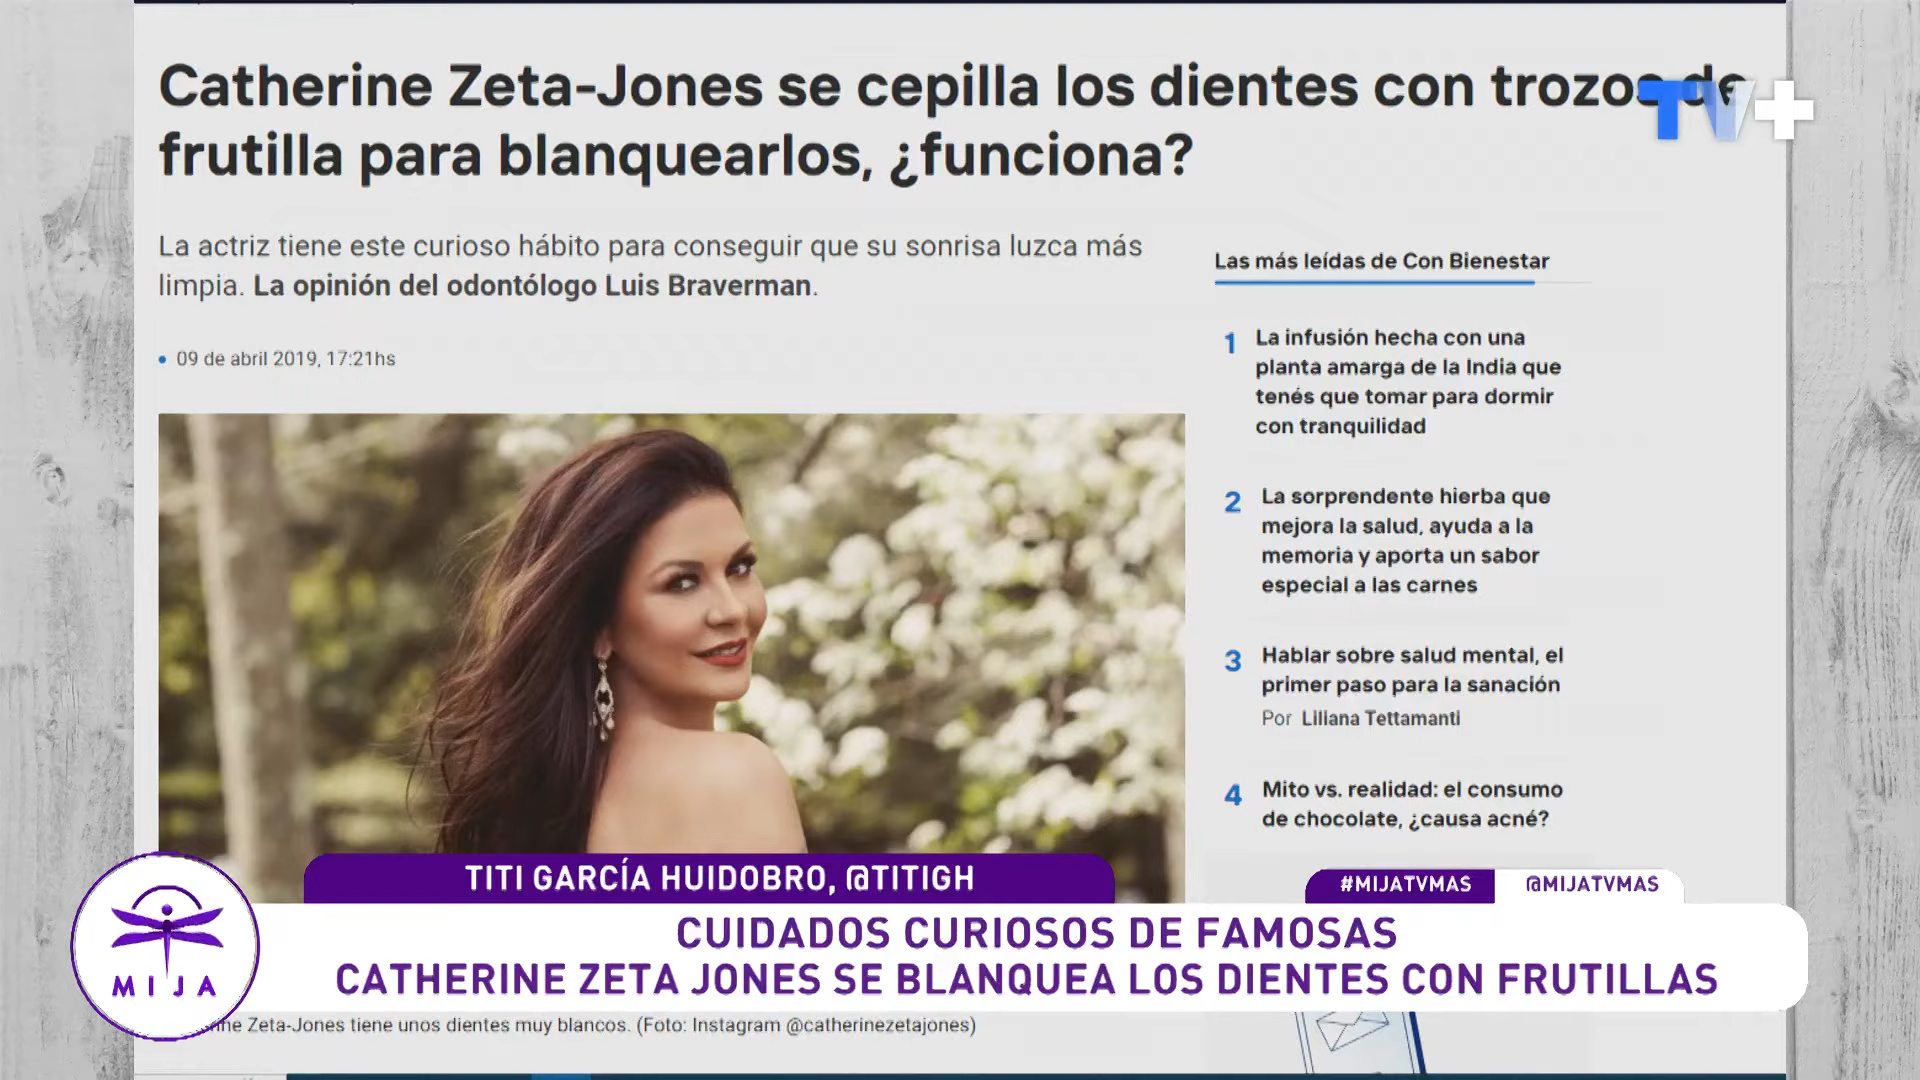 Catherine Zeta-Jones se cepilla los dientes con trozos de
frutilla para blanquearlos, ¿funciona?
TV+
La actriz tiene este curioso hábito para conseguir que su sonrisa luzca más
limpia. La opinión del odontólogo Luis Braverman.
09 de abril 2019, 17:21hs
Las más leídas de Con Bienestar
1 La infusión hecha con una
planta amarga de la India que
tenés que tomar para dormir
con tranquilidad
2 La sorprendente hierba que
mejora la salud, ayuda a la
memoria y aporta un sabor
especial a las carnes
3 Hablar sobre salud mental, el
primer paso para la sanación
Por Liliana Tettamanti
4 Mito vs. realidad: el consumo
de chocolate, ¿causa acné?
TITI GARCÍA HUIDOBRO, @TITIGH
#MIJATVMAS
@MIJATVMAS
MIJA
CUIDADOS CURIOSOS DE FAMOSAS
CATHERINE ZETA JONES SE BLANQUEA LOS DIENTES CON FRUTILLAS
Zeta-Jones tiene unos dientes muy blancos. (Foto: Instagram @catherinezetajones)